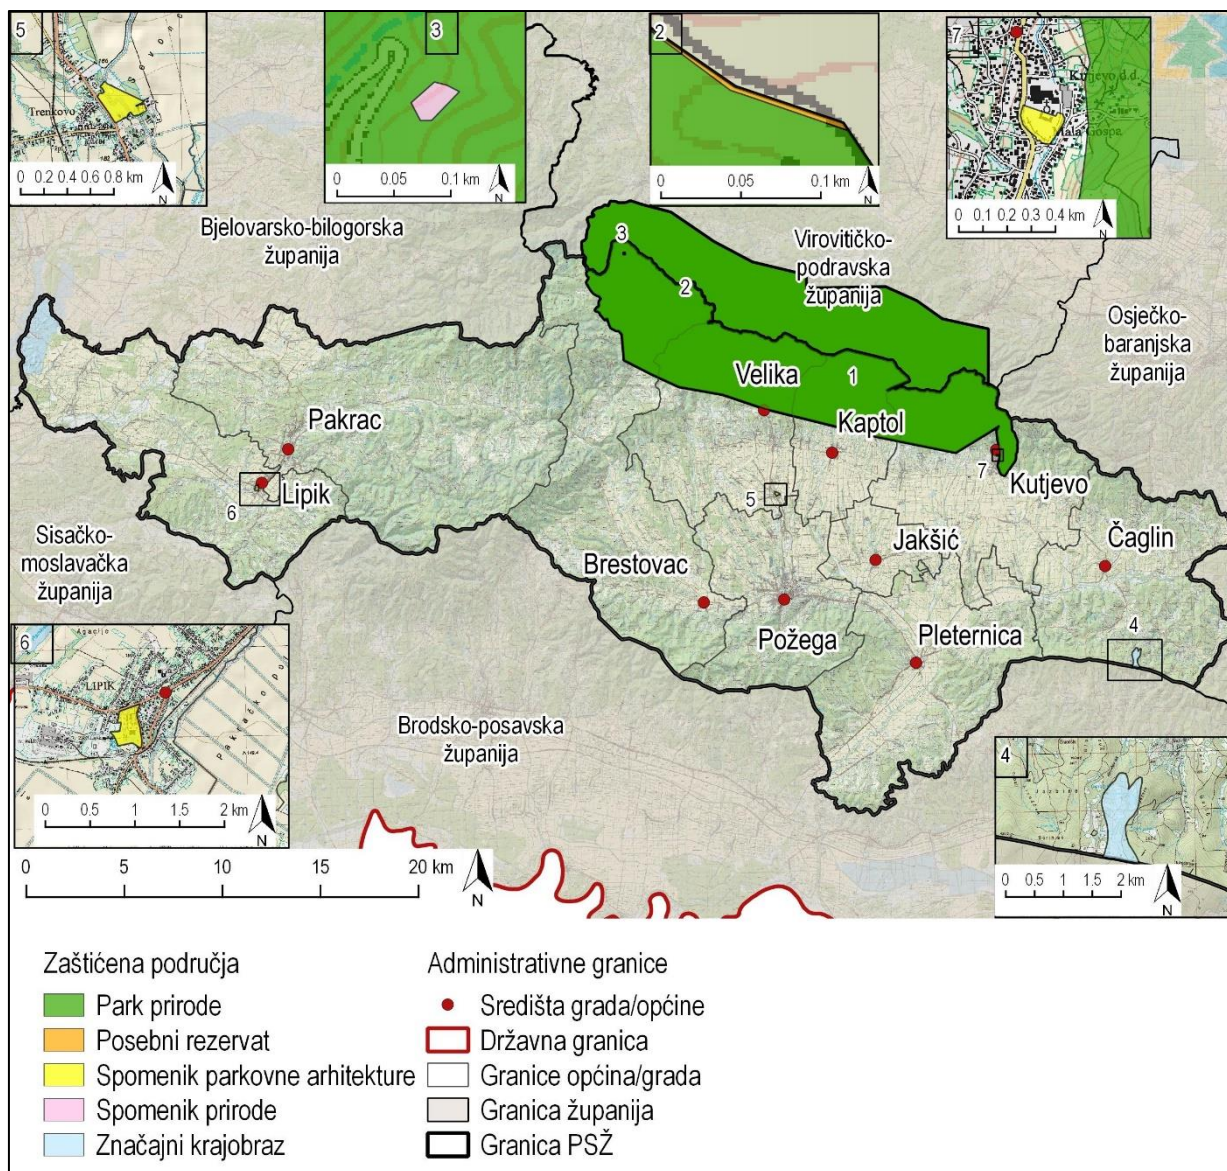 5
Trenkovo
0 0.2 0.4 0.6 0.8 km
N
3
0 0.05 0.1 km
N
2
0 0.05 0.1 km
N
7
Kutjevo d.d.
Mala Gospa
0 0.1 0.2 0.3 0.4 km
N
Bjelovarsko-bilogorska
županija
Virovitičko-
podravska
županija
Osječko-
baranjska
županija
3
2
1
Velika
Kaptol
Pakrac
Lipik
6
5
7
Kutjevo
Sisačko-
moslavačka
županija
Brestovac
Jakšić
Čaglin
Požega
Pleternica
4
Brodsko-posavska
županija
6
Agacijo
LIPIK
0 0.5 1 1.5 2 km
N
4
0 0.5 1 1.5 2 km
N
0 5 10 15 20 km
N
Zaštićena područja
Park prirode
Posebni rezervat
Spomenik parkovne arhitekture
Spomenik prirode
Značajni krajobraz
Administrativne granice
Središta grada/općine
Državna granica
Granice općina/grada
Granica županija
Granica PSŽ